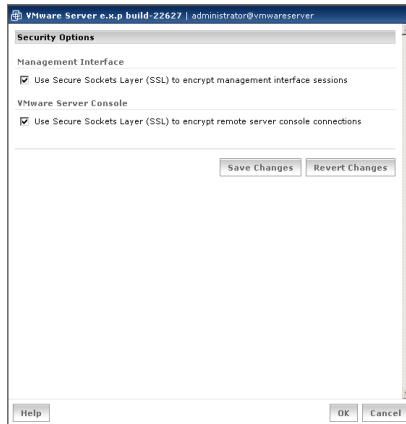 VMware Server e.x.p build-22627 | administrator@vmwareserver
Security Options
Management Interface
Use Secure Sockets Layer (SSL) to encrypt management interface sessions
VMware Server Console
Use Secure Sockets Layer (SSL) to encrypt remote server console connections
Save Changes Revert Changes
Help OK Cancel